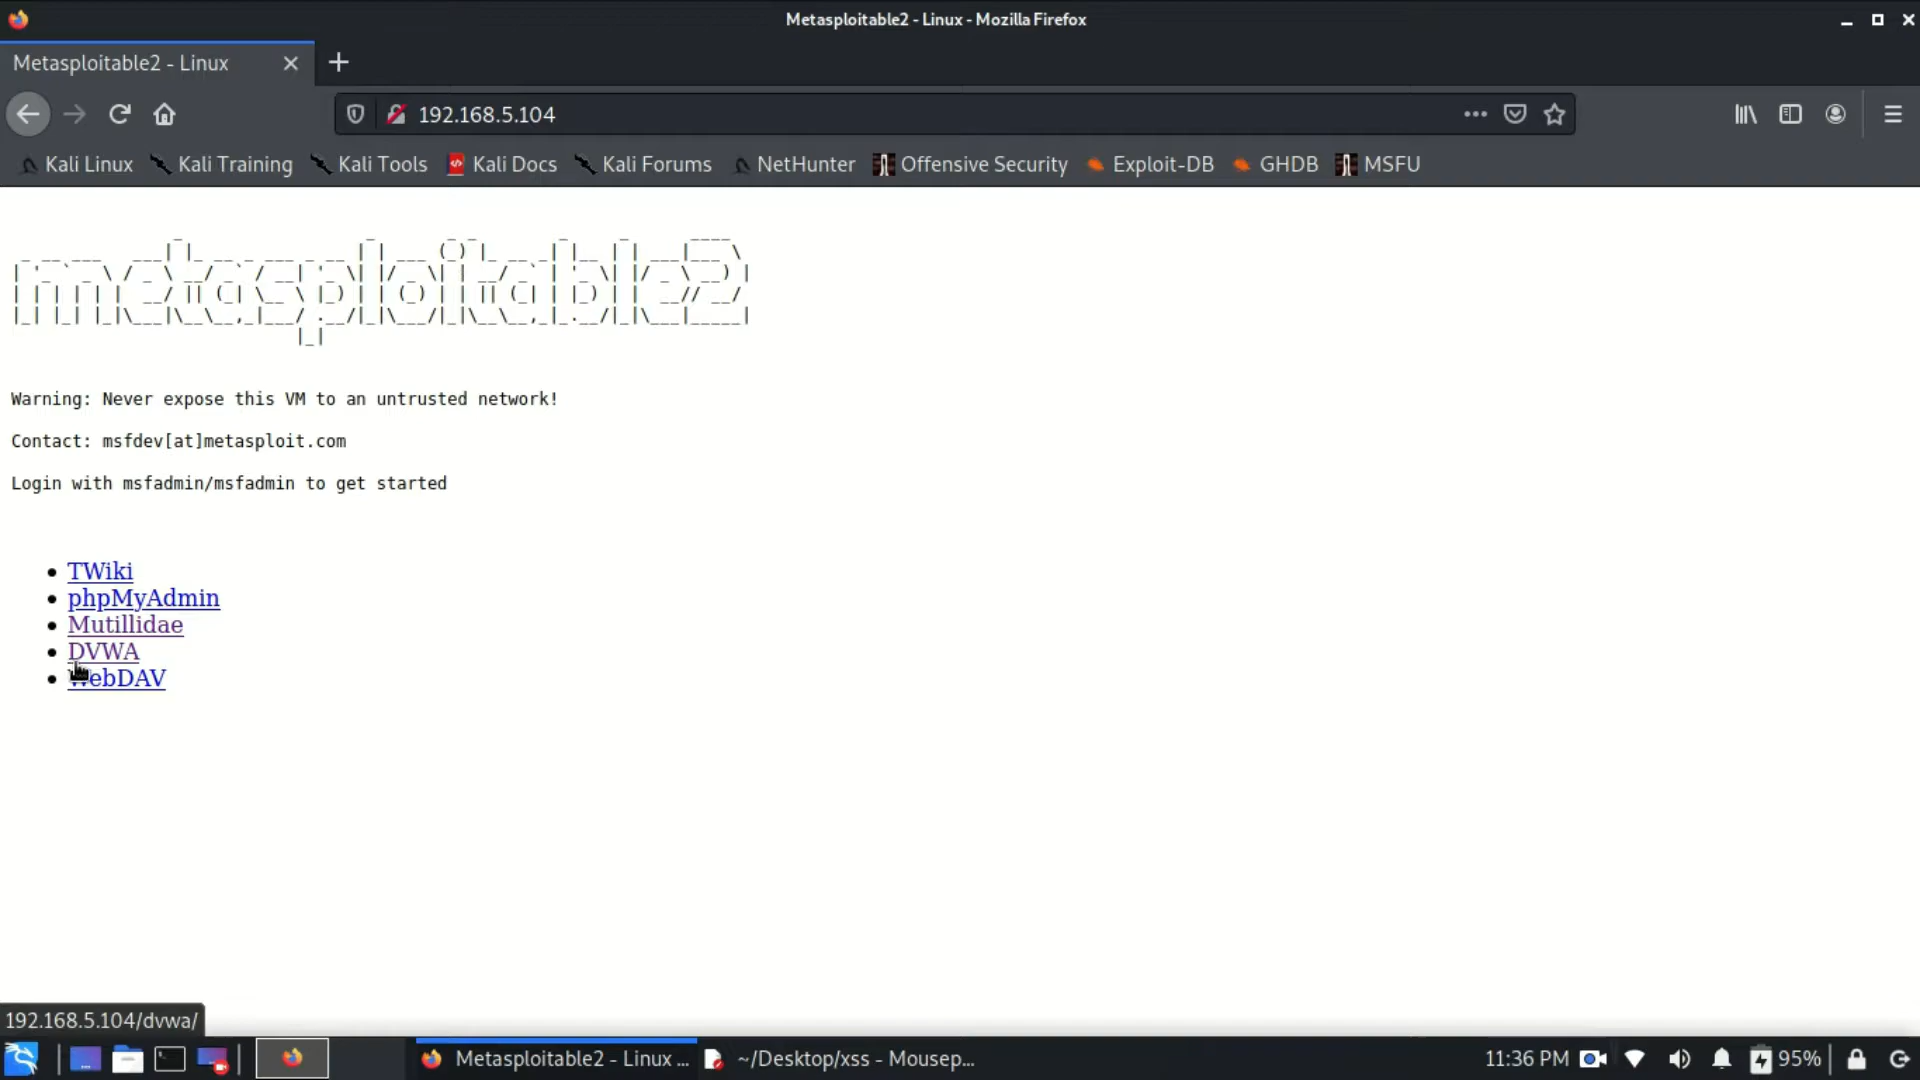 Metasploitable2 - Linux - Mozilla Firefox
Metasploitable2 - Linux
192.168.5.104
Kali Linux Kali Training Kali Tools Kali Docs Kali Forums NetHunter Offensive Security Exploit-DB GHDB MSFU
metasploitable2
Warning: Never expose this VM to an untrusted network!
Contact: msfdev[at]metasploit.com
Login with msfadmin/msfadmin to get started
TWiki
phpMyAdmin
Mutillidae
DVWA
WebDAV
192.168.5.104/dvwa/
Metasploitable2 - Linux ... ~/Desktop/xss - Mousep... 11:36 PM 95%